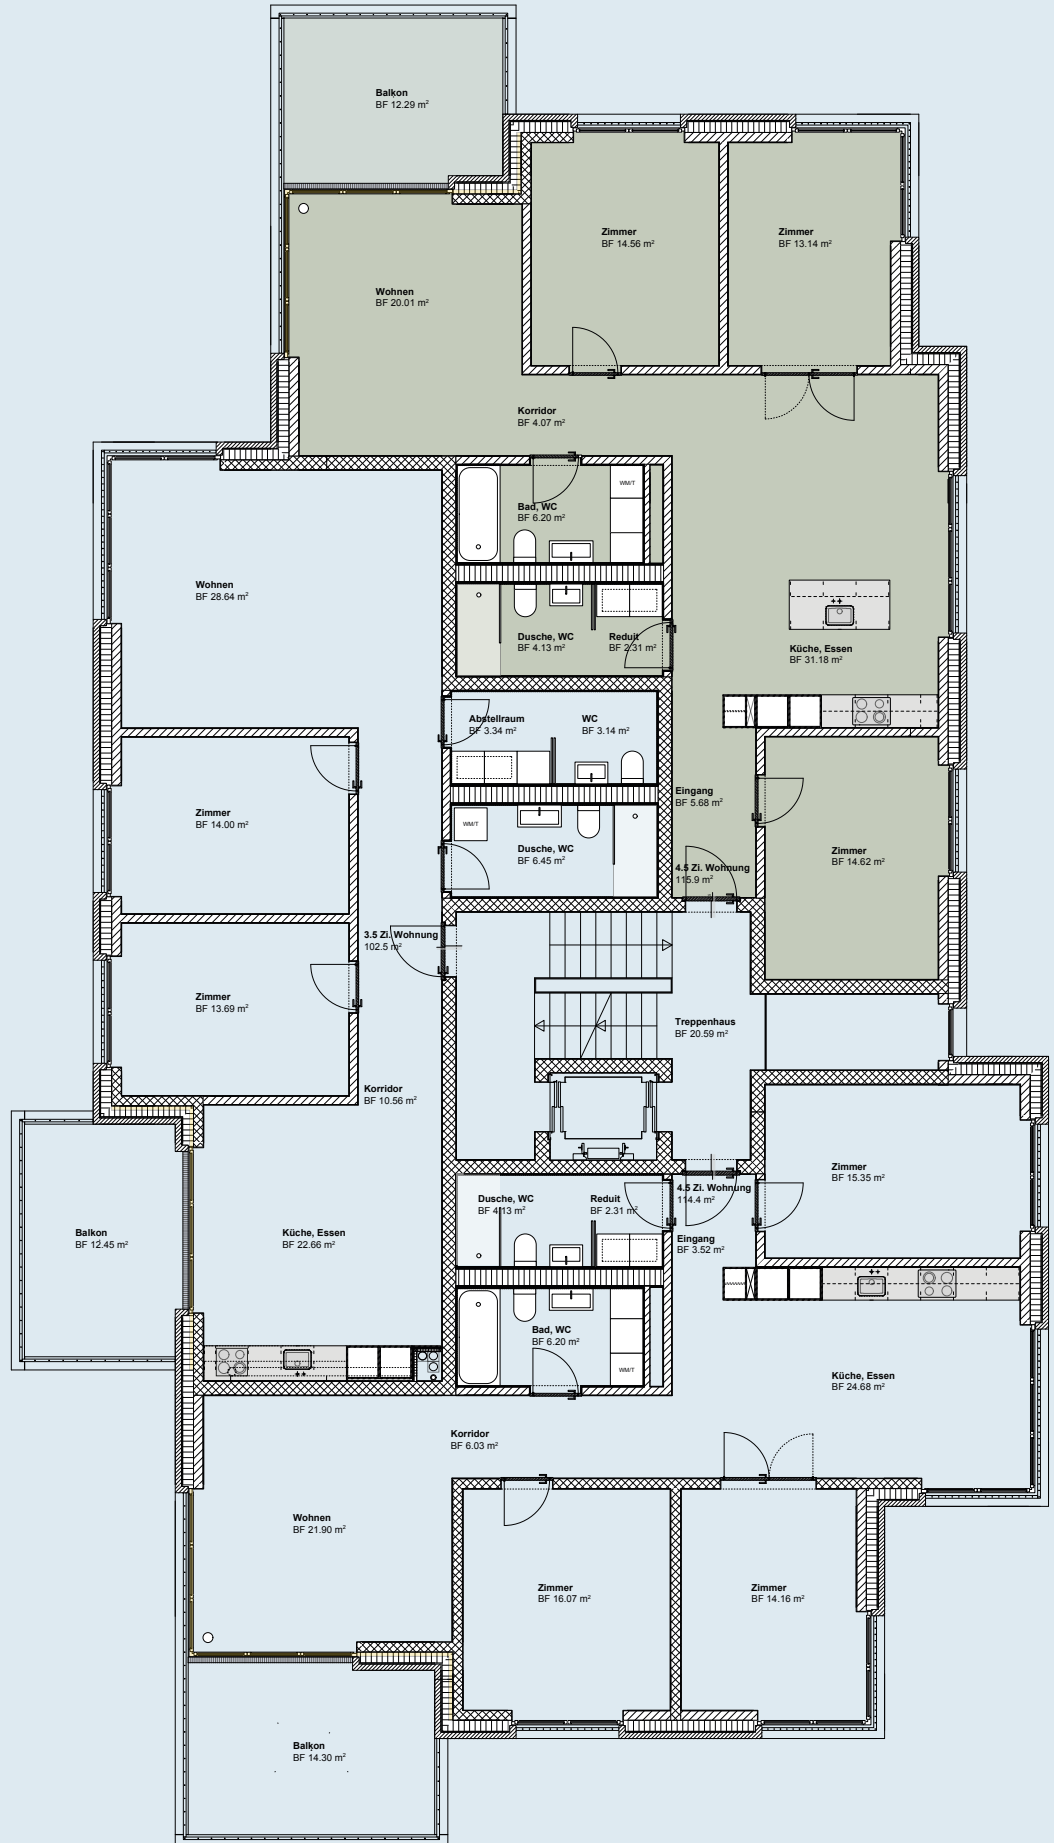 Balkon
BF 12.29 m²
Zimmer
BF 14.56 m²
Zimmer
BF 13.14 m²
Wohnen
BF 20.01 m²
Korridor
BF 4.07 m²
WM/T
Bad, WC
BF 6.20 m²
Wohnen
BF 28.64 m²
Dusche, WC
BF 4.13 m²
Reduit
BF 2.31 m²
Küche, Essen
BF 31.18 m²
Abstellraum
BF 3.34 m²
WC
BF 3.14 m²
Eingang
BF 5.68 m²
Zimmer
BF 14.00 m²
WM/T
Dusche, WC
BF 6.45 m²
Zimmer
BF 14.62 m²
4.5 Zi. Wohnung
115.9 m²
3.5 Zi. Wohnung
102.5 m²
Zimmer
BF 13.69 m²
Treppenhaus
BF 20.59 m²
Korridor
BF 10.56 m²
Zimmer
BF 15.35 m²
Dusche, WC
BF 4.13 m²
Reduit
BF 2.31 m²
4.5 Zi. Wohnung
114.4 m²
Balkon
BF 12.45 m²
Küche, Essen
BF 22.66 m²
Eingang
BF 3.52 m²
Bad, WC
BF 6.20 m²
WM/T
Küche, Essen
BF 24.68 m²
Korridor
BF 6.03 m²
Wohnen
BF 21.90 m²
Zimmer
BF 16.07 m²
Zimmer
BF 14.16 m²
Balkon
BF 14.30 m²